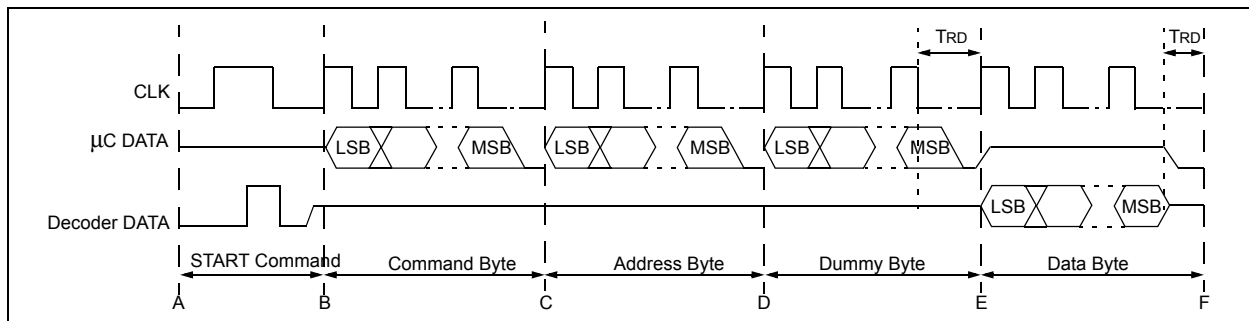 TRD TRD
CLK
μC DATA LSB MSB LSB MSB LSB MSB
Decoder DATA LSB MSB
START Command Command Byte Address Byte Dummy Byte Data Byte
A B C D E F